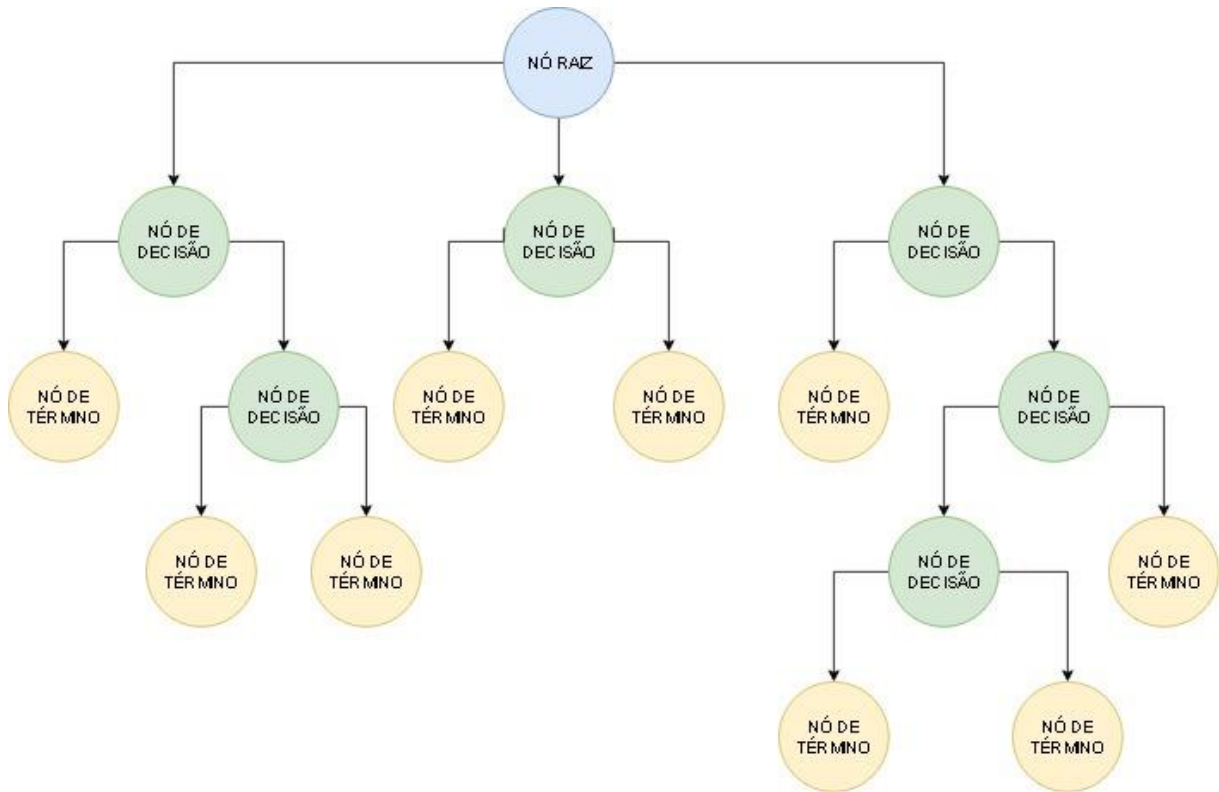 NÓ RAIZ
NÓ DE
DECISÃO
NÓ DE
DECISÃO
NÓ DE
DECISÃO
NÓ DE
TÉRMINO
NÓ DE
DECISÃO
NÓ DE
TÉRMINO
NÓ DE
TÉRMINO
NÓ DE
TÉRMINO
NÓ DE
DECISÃO
NÓ DE
TÉRMINO
NÓ DE
TÉRMINO
NÓ DE
DECISÃO
NÓ DE
TÉRMINO
NÓ DE
TÉRMINO
NÓ DE
TÉRMINO